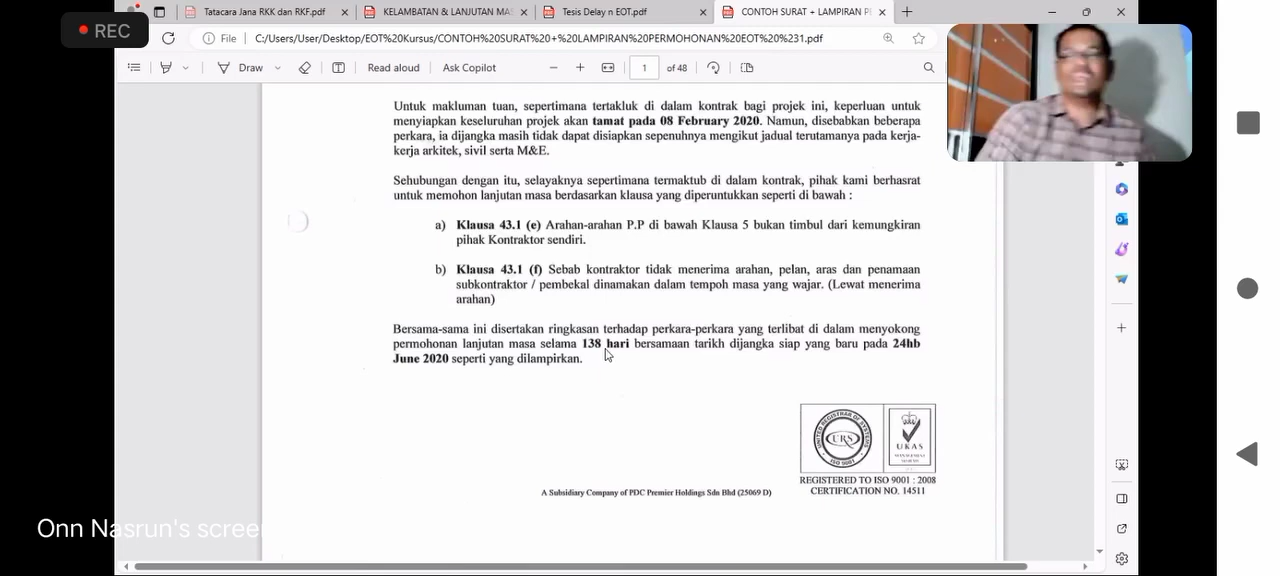 REC
Tatacara Jana RKK dan RKF.pdf
KELAMBATAN & LANJUTAN MA
Tesis Delay n EOT.pdf
CONTOH SURAT + LAMPIRAN P
File
C:/Users/User/Desktop/EOT%20Kursus/CONTOH%20SURAT%20+%20LAMPIRAN%20PERMOHONAN%20EOT%20%231.pdf
Draw
Read aloud
Ask Copilot
1 of 48
Untuk makluman tuan, sepertimana tertakluk di dalam kontrak bagi projek ini, keperluan untuk
menyiapkan keseluruhan projek akan tamat pada 08 February 2020. Namun, disebabkan beberapa
perkara, ia dijangka masih tidak dapat disiapkan sepenuhnya mengikut jadual terutamanya pada kerja-
kerja arkitek, sivil serta M&E.
Sehubungan dengan itu, selayaknya sepertimana termaktub di dalam kontrak, pihak kami berhasrat
untuk memohon lanjutan masa berdasarkan klausa yang diperuntukkan seperti di bawah :
a) Klausa 43.1 (e) Arahan-arahan P.P di bawah Klausa 5 bukan timbul dari kemungkiran
pihak Kontraktor sendiri.
b) Klausa 43.1 (f) Sebab kontraktor tidak menerima arahan, pelan, aras dan penamaan
subkontraktor / pembekal dinamakan dalam tempoh masa yang wajar. (Lewat menerima
arahan)
Bersama-sama ini disertakan ringkasan terhadap perkara-perkara yang terlibat di dalam menyokong
permohonan lanjutan masa selama 138 hari bersamaan tarikh dijangka siap yang baru pada 24hb
June 2020 seperti yang dilampirkan.
UNITED REGISTRAR OF SYSTEMS
URS
ISO 9001
UKAS
MANAGEMENT
REGISTERED TO ISO 9001 : 2008
CERTIFICATION NO. 14511
A Subsidiary Company of PDC Premier Holdings Sdn Bhd (25069 D)
Onn Nasrun's scree